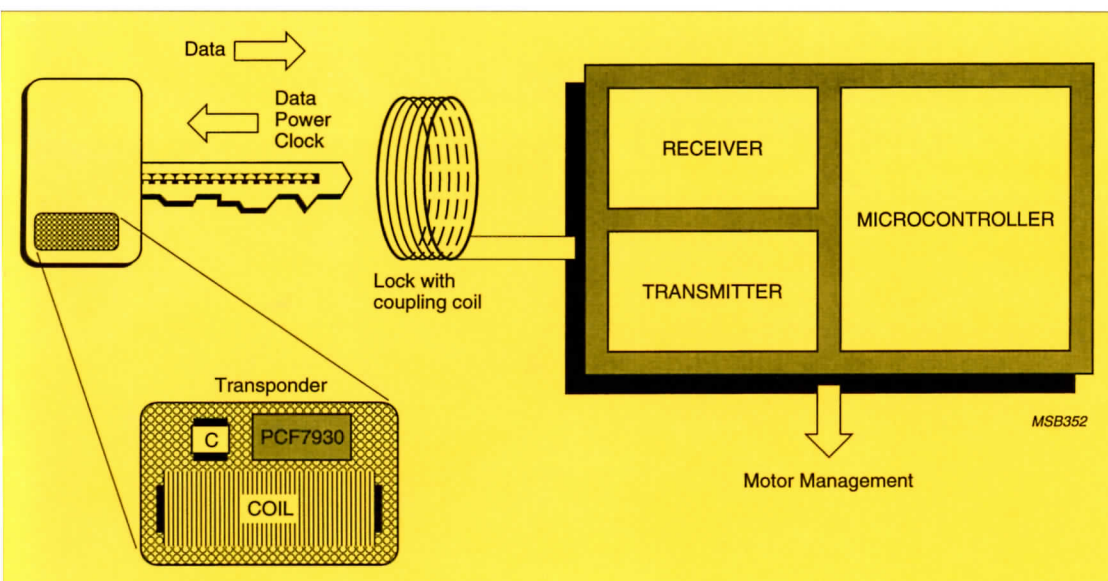 Data
Data
Power
Clock
RECEIVER
MICROCONTROLLER
TRANSMITTER
Lock with
coupling coil
Transponder
C
PCF7930
COIL
MSB352
Motor Management